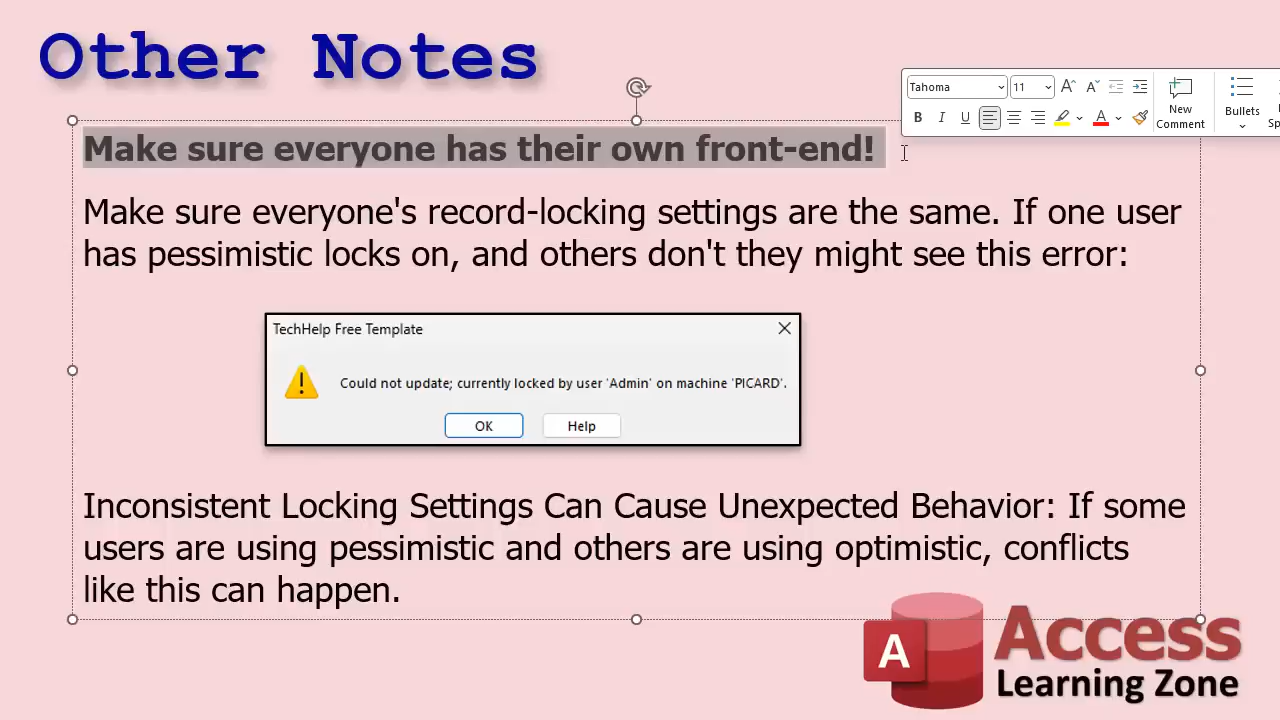 Other Notes
Tahoma 11
B I U
New
Comment
Bullets
Make sure everyone has their own front-end!
Make sure everyone's record-locking settings are the same. If one user
has pessimistic locks on, and others don't they might see this error:
TechHelp Free Template
Could not update; currently locked by user 'Admin' on machine 'PICARD'.
OK Help
Inconsistent Locking Settings Can Cause Unexpected Behavior: If some
users are using pessimistic and others are using optimistic, conflicts
like this can happen.
A
Access
Learning Zone